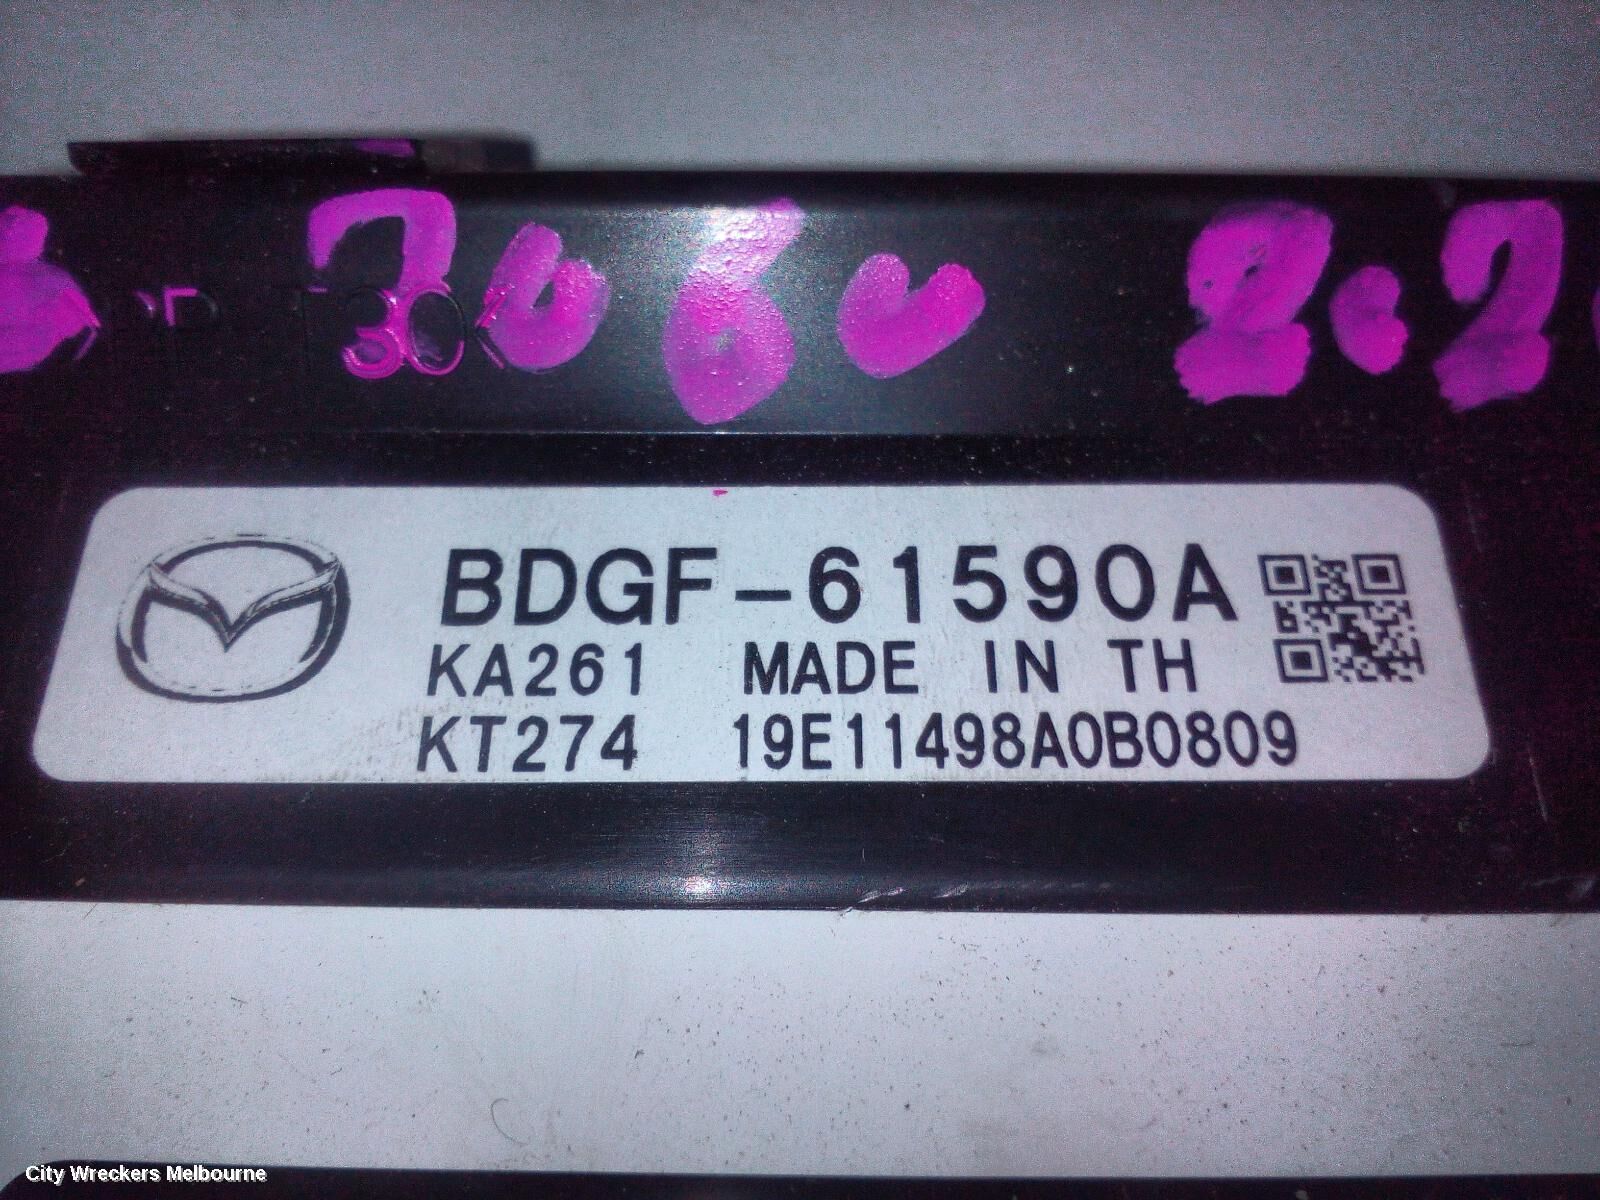 BDGF-61590A
KA261 MADE IN TH
KT274 19E11498A0B0809
City Wreckers Melbourne